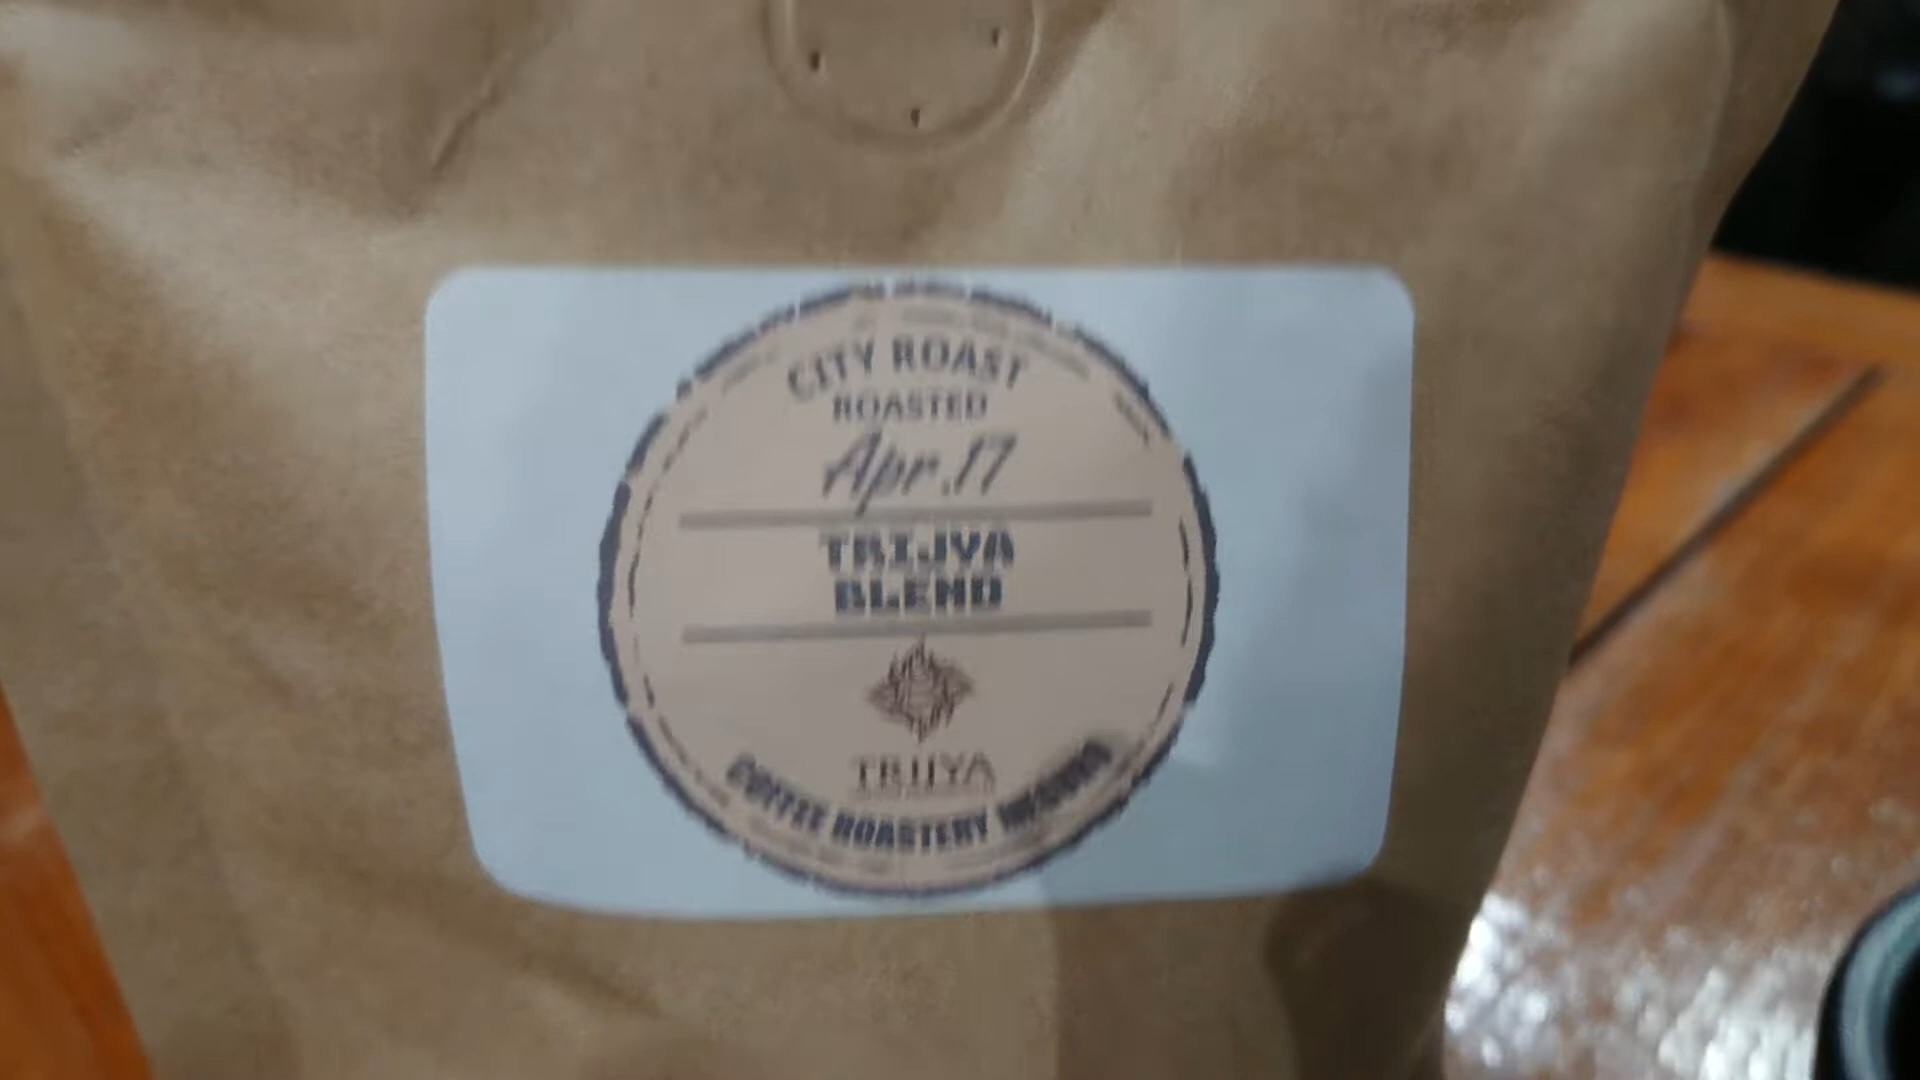 CITY ROAST
ROASTED
Apr.17
TRIJYA
BLEND
TRIJYA
COFFEE ROASTERY